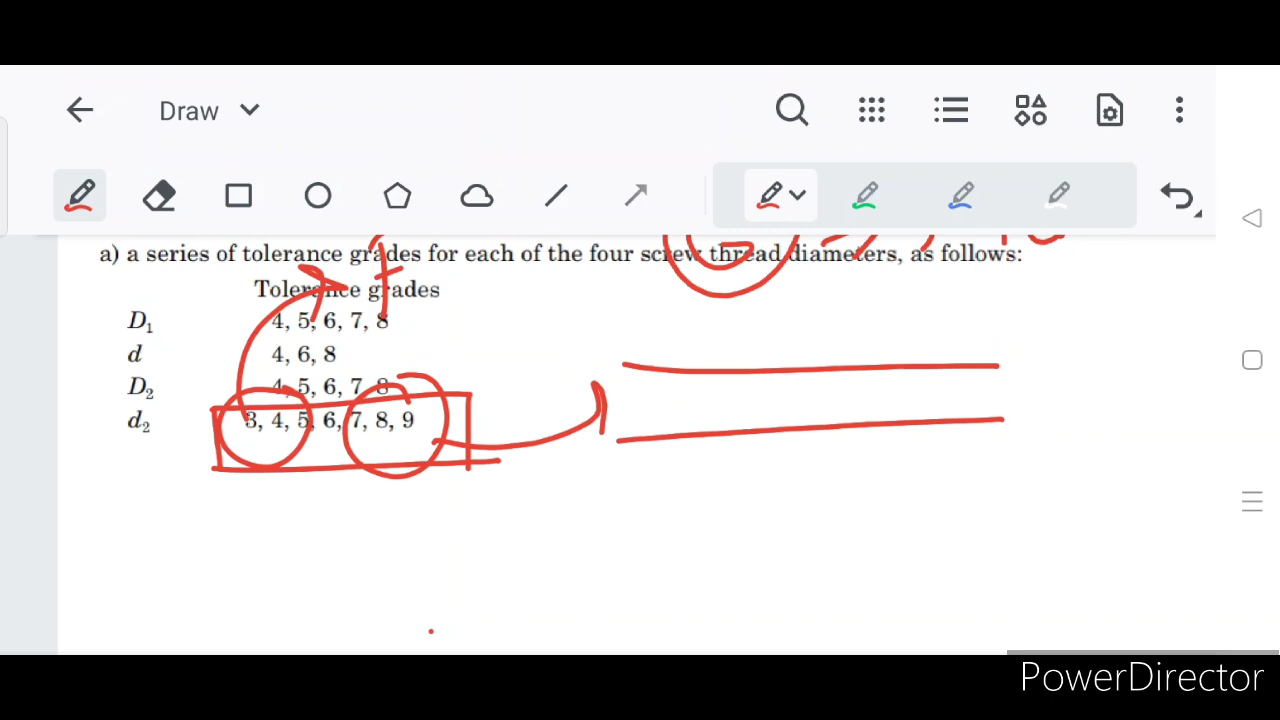 Draw
a) a series of tolerance grades for each of the four screw thread diameters, as follows:
Tolerance grades
D1 4, 5, 6, 7, 8
d 4, 6, 8
D2 4, 5, 6, 7, 8
d2 3, 4, 5, 6, 7, 8, 9
PowerDirector